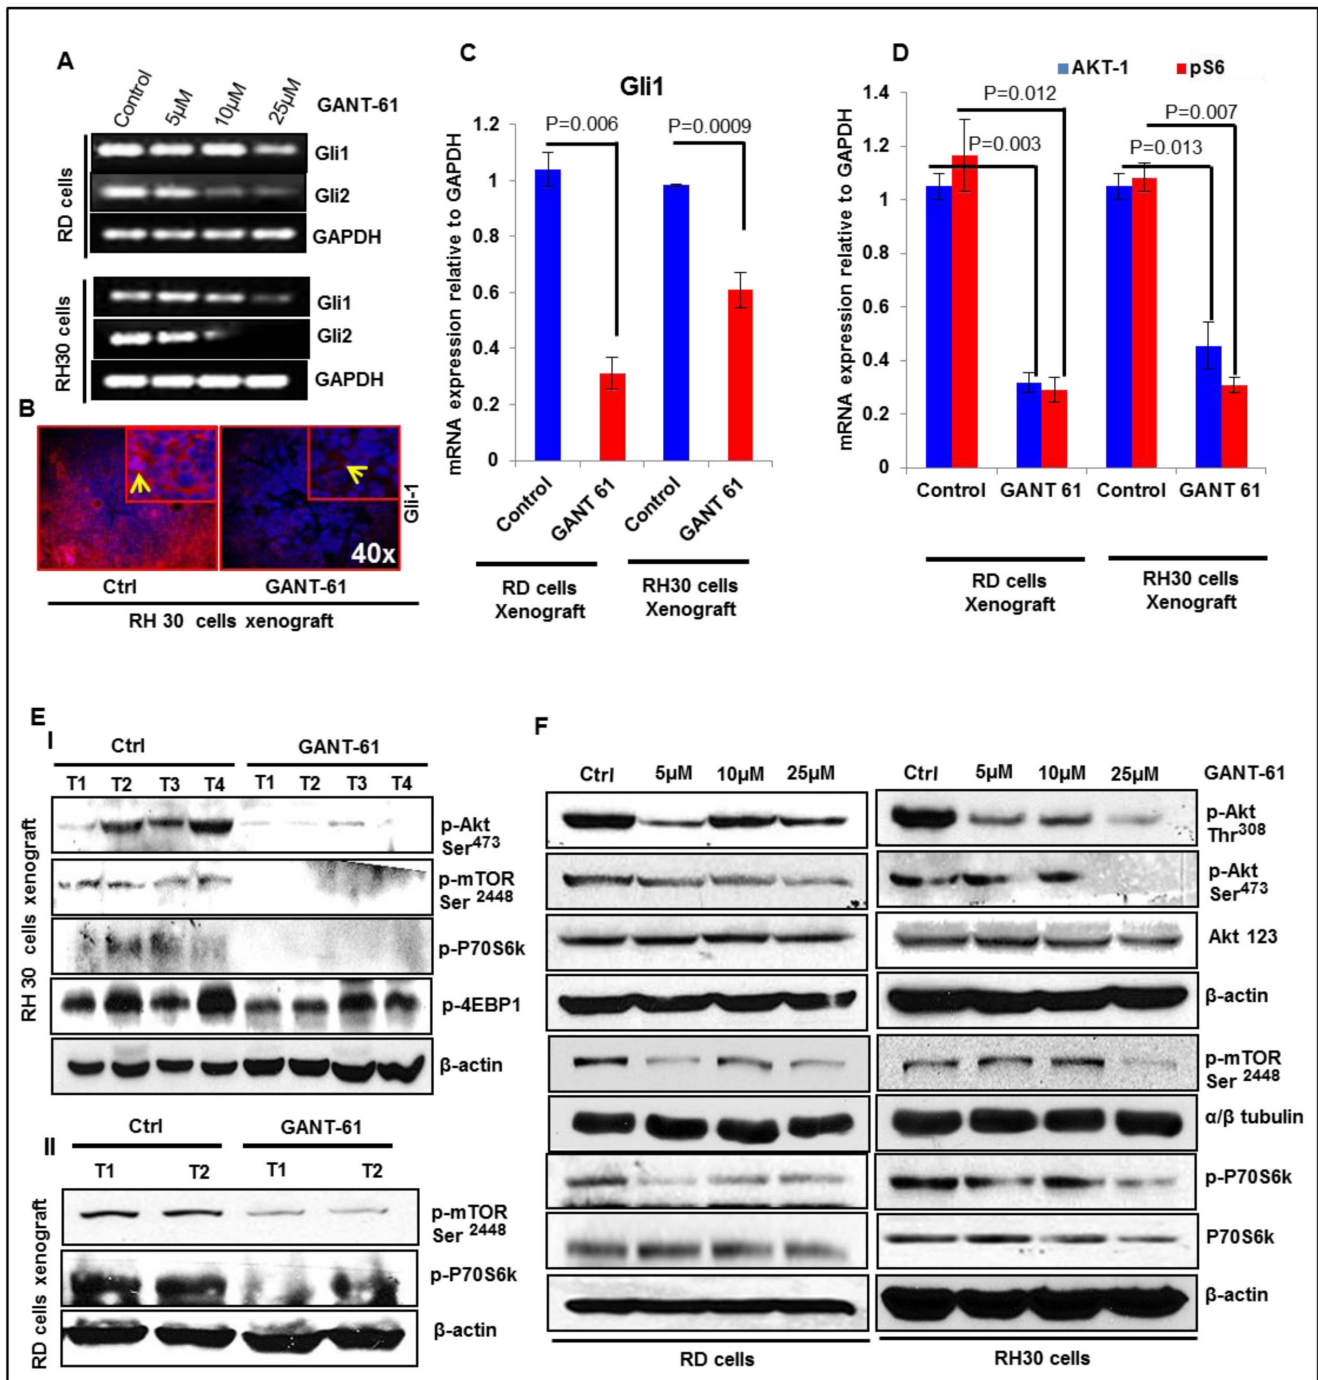 A
Control 5µM 10µM 25µM GANT-61
RD cells
Gli1
Gli2
GAPDH
RH30 cells
Gli1
Gli2
GAPDH
B
40x
Gli-1
Ctrl GANT-61
RH 30 cells xenograft
C
Gli1
mRNA expression relative to GAPDH
1.2
1
0.8
0.6
0.4
0.2
0
P=0.006 P=0.0009
Control GANT 61 Control GANT 61
RD cells RH30 cells
Xenograft Xenograft
D
AKT-1 pS6
mRNA expression relative to GAPDH
1.4
1.2
1
0.8
0.6
0.4
0.2
0
P=0.012 P=0.007
P=0.003 P=0.013
Control GANT 61 Control GANT 61
RD cells RH30 cells
Xenograft Xenograft
E
I
Ctrl GANT-61
T1 T2 T3 T4 T1 T2 T3 T4
RH 30 cells xenograft
p-Akt
Ser473
p-mTOR
Ser 2448
p-P70S6k
p-4EBP1
β-actin
II
Ctrl GANT-61
T1 T2 T1 T2
RD cells xenograft
p-mTOR
Ser 2448
p-P70S6k
β-actin
F
Ctrl 5µM 10µM 25µM Ctrl 5µM 10µM 25µM GANT-61
p-Akt
Thr308
p-Akt
Ser473
Akt 123
β-actin
p-mTOR
Ser 2448
α/β tubulin
p-P70S6k
P70S6k
β-actin
RD cells RH30 cells